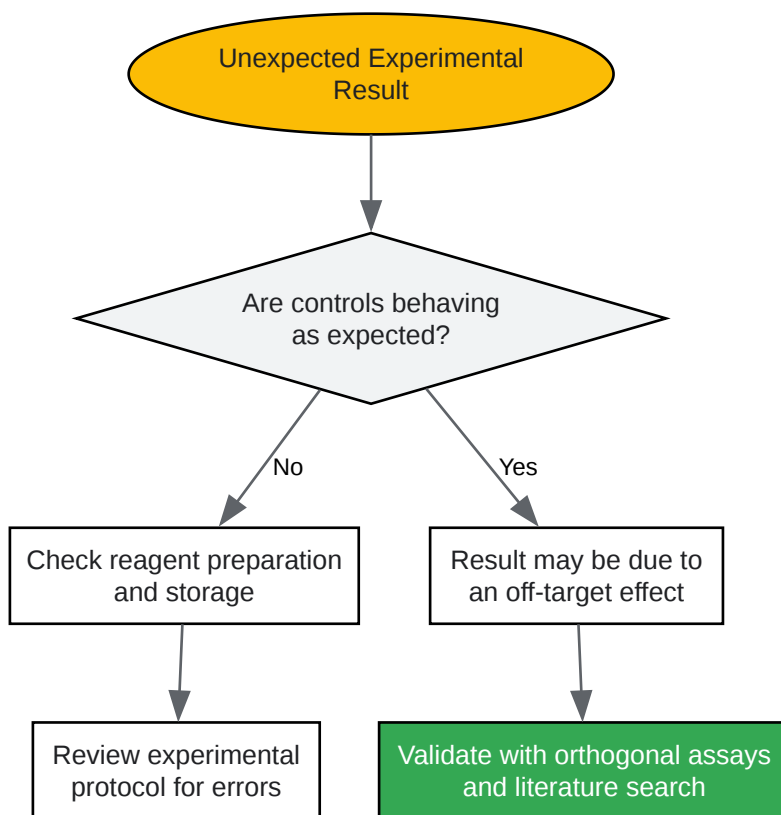 Unexpected Experimental
Result
Are controls behaving
as expected?
No
Yes
Check reagent preparation
and storage
Result may be due to
an off-target effect
Review experimental
protocol for errors
Validate with orthogonal assays
and literature search